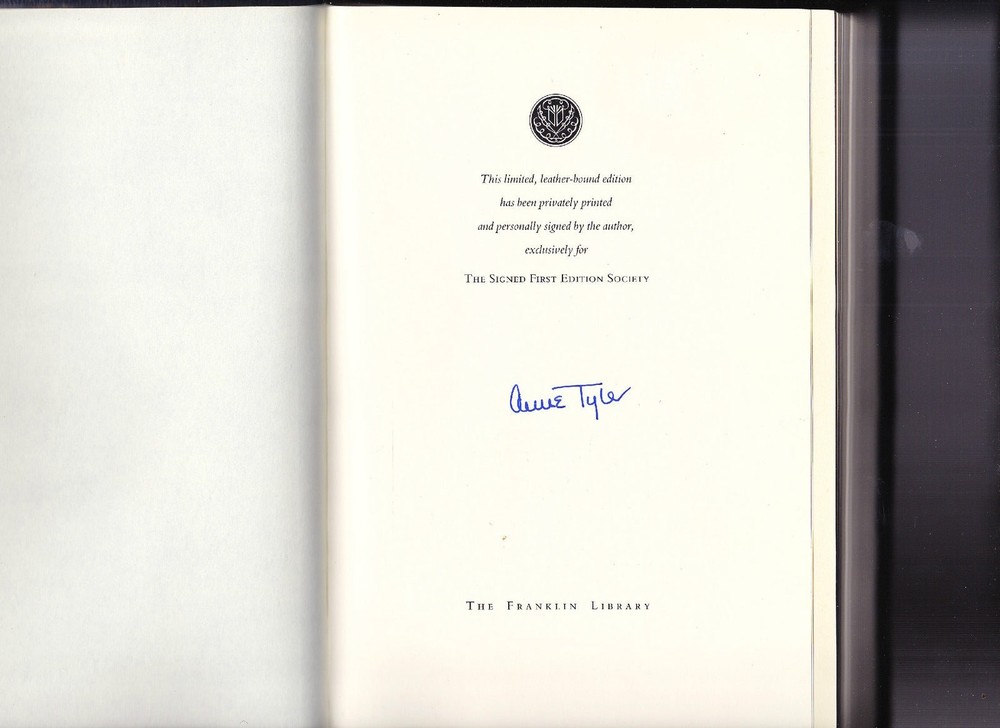 This limited, leather-bound edition
has been privately printed
and personally signed by the author,
exclusively for
THE SIGNED FIRST EDITION SOCIETY
Anne Tyler
THE FRANKLIN LIBRARY